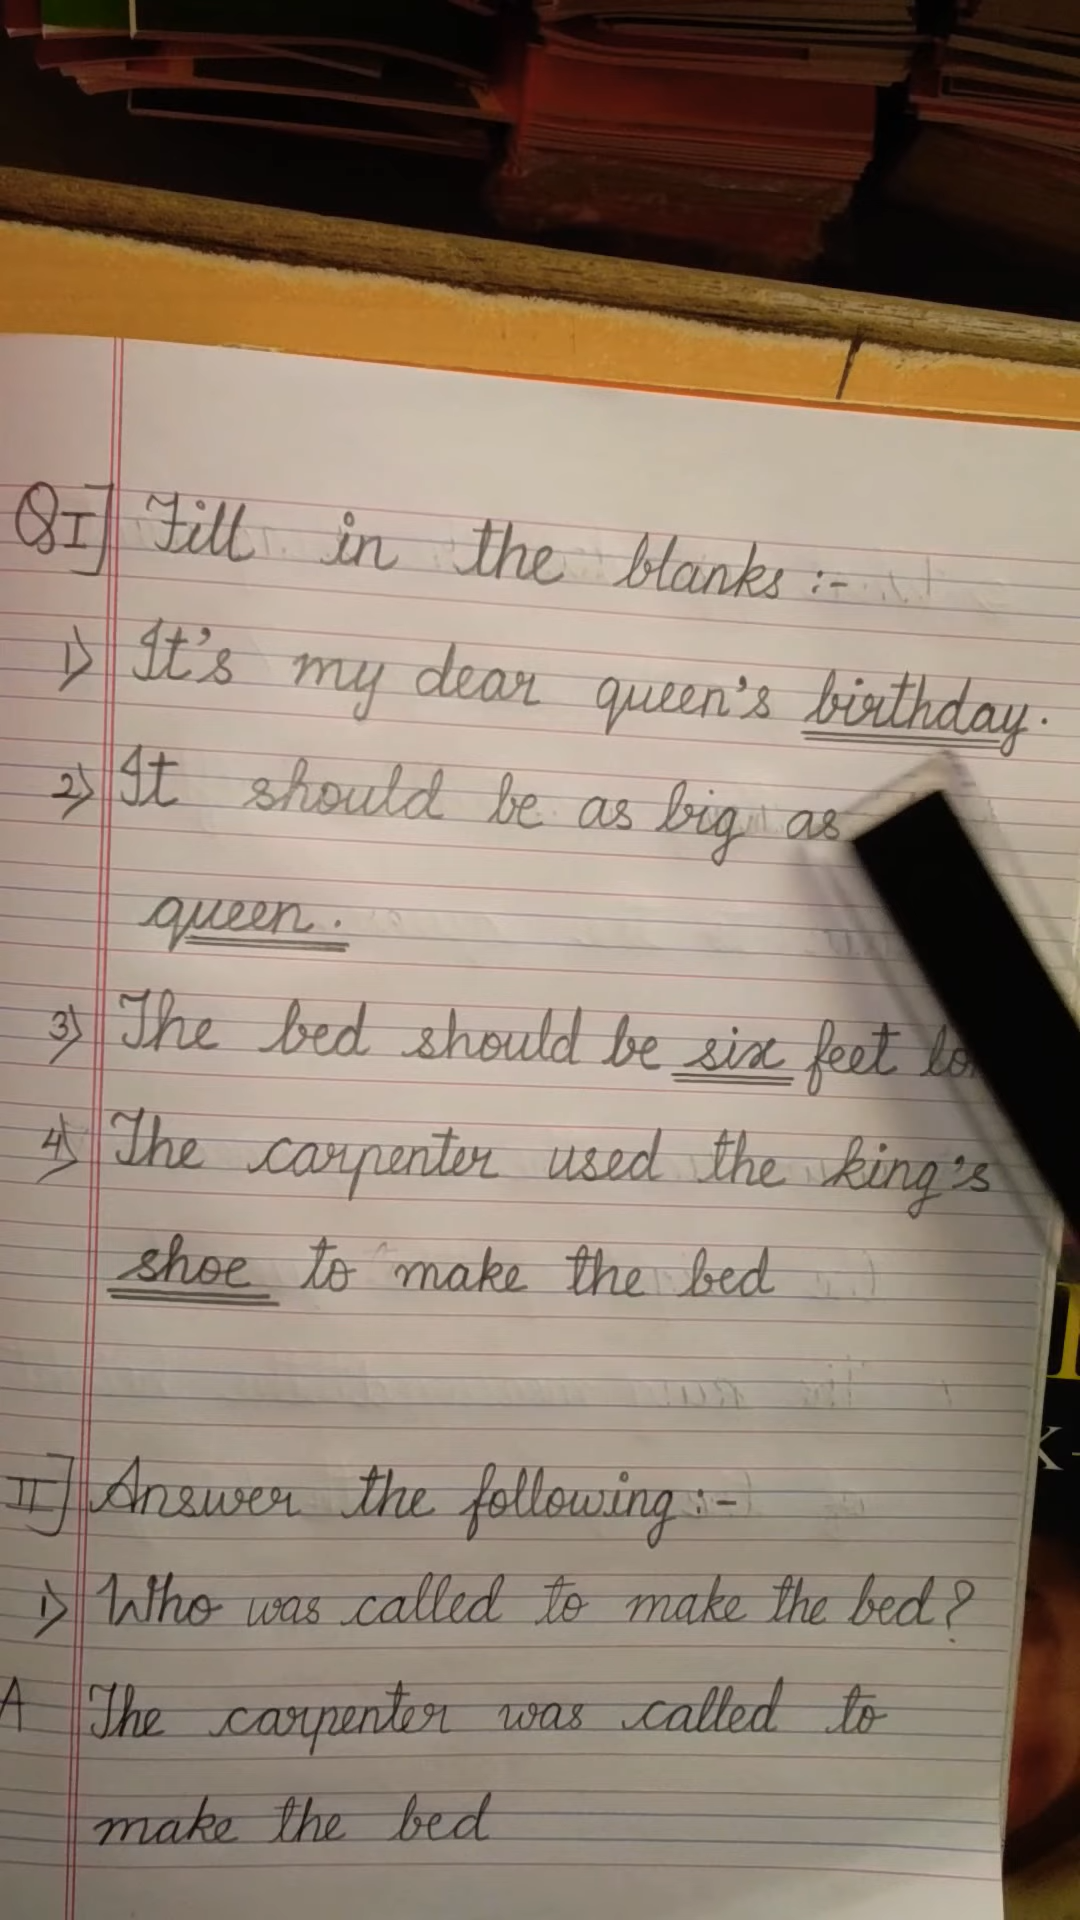 QI] Fill in the blanks :-
1) It's my dear queen's birthday.
2) It should be as big as
queen.
3) The bed should be six feet
4) The carpenter used the king's
shoe to make the bed
II] Answer the following :-
1) Who was called to make the bed?
A The carpenter was called to
make the bed